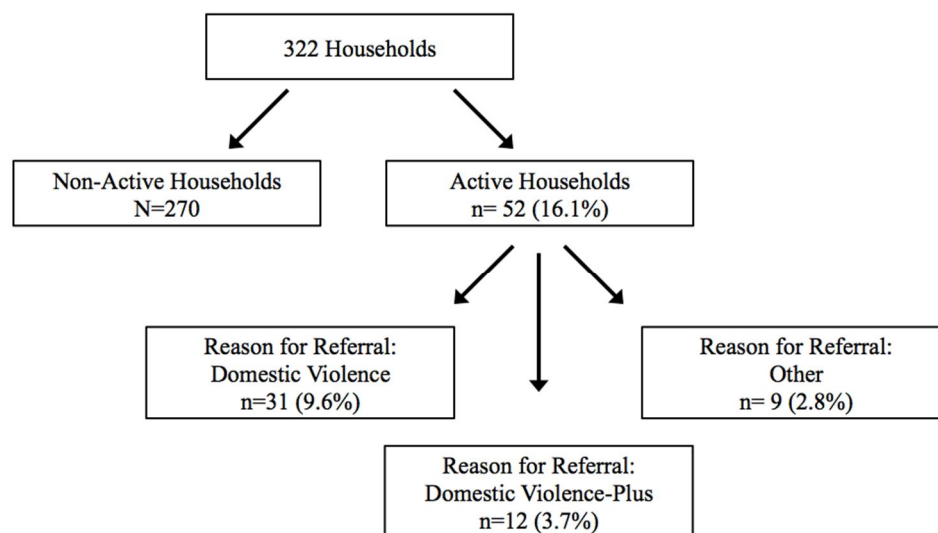 322 Households
Non-Active Households
N=270
Active Households
n= 52 (16.1%)
Reason for Referral:
Domestic Violence
n=31 (9.6%)
Reason for Referral:
Other
n= 9 (2.8%)
Reason for Referral:
Domestic Violence-Plus
n=12 (3.7%)